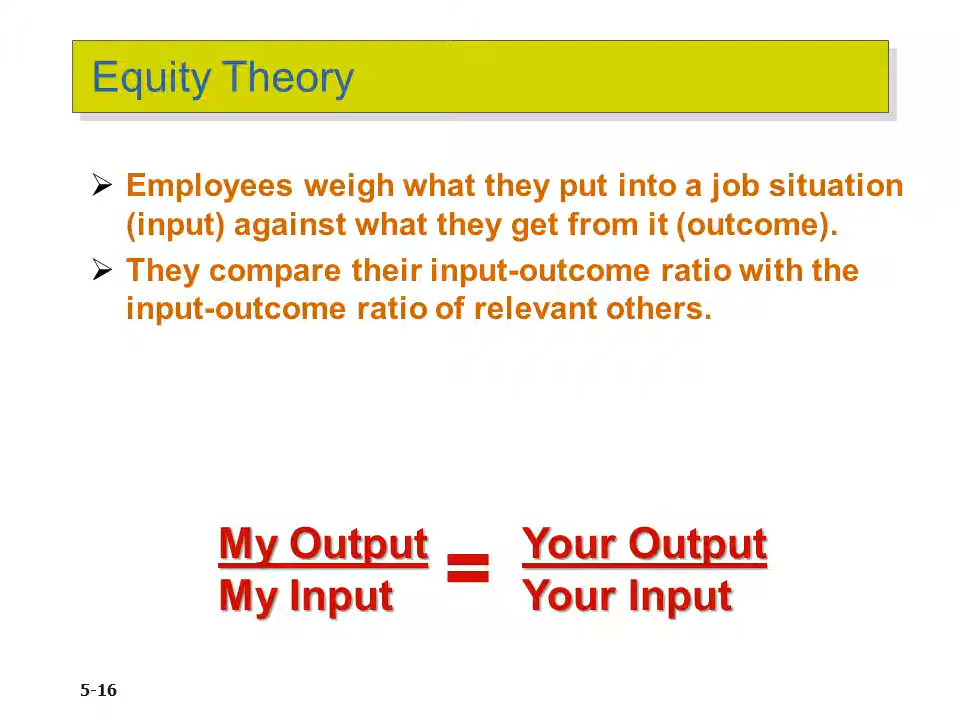 Equity Theory
➢ Employees weigh what they put into a job situation
(input) against what they get from it (outcome).
➢ They compare their input-outcome ratio with the
input-outcome ratio of relevant others.
My Output = Your Output
My Input Your Input
5-16